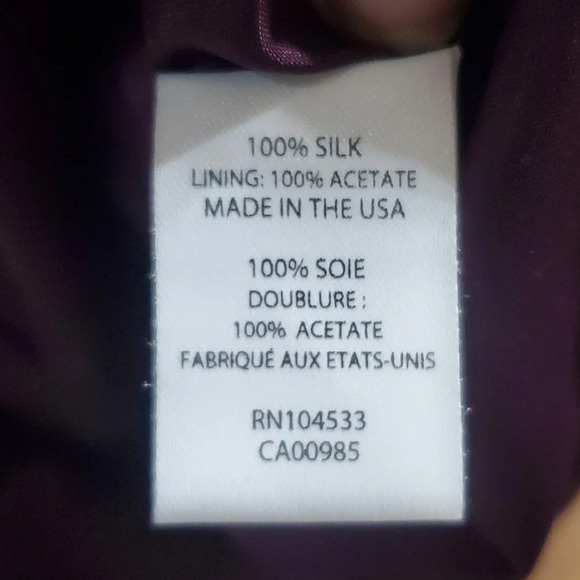 100% SILK
LINING: 100% ACETATE
MADE IN THE USA
100% SOIE
DOUBLURE :
100% ACETATE
FABRIQUÉ AUX ETATS-UNIS
RN104533
CA00985